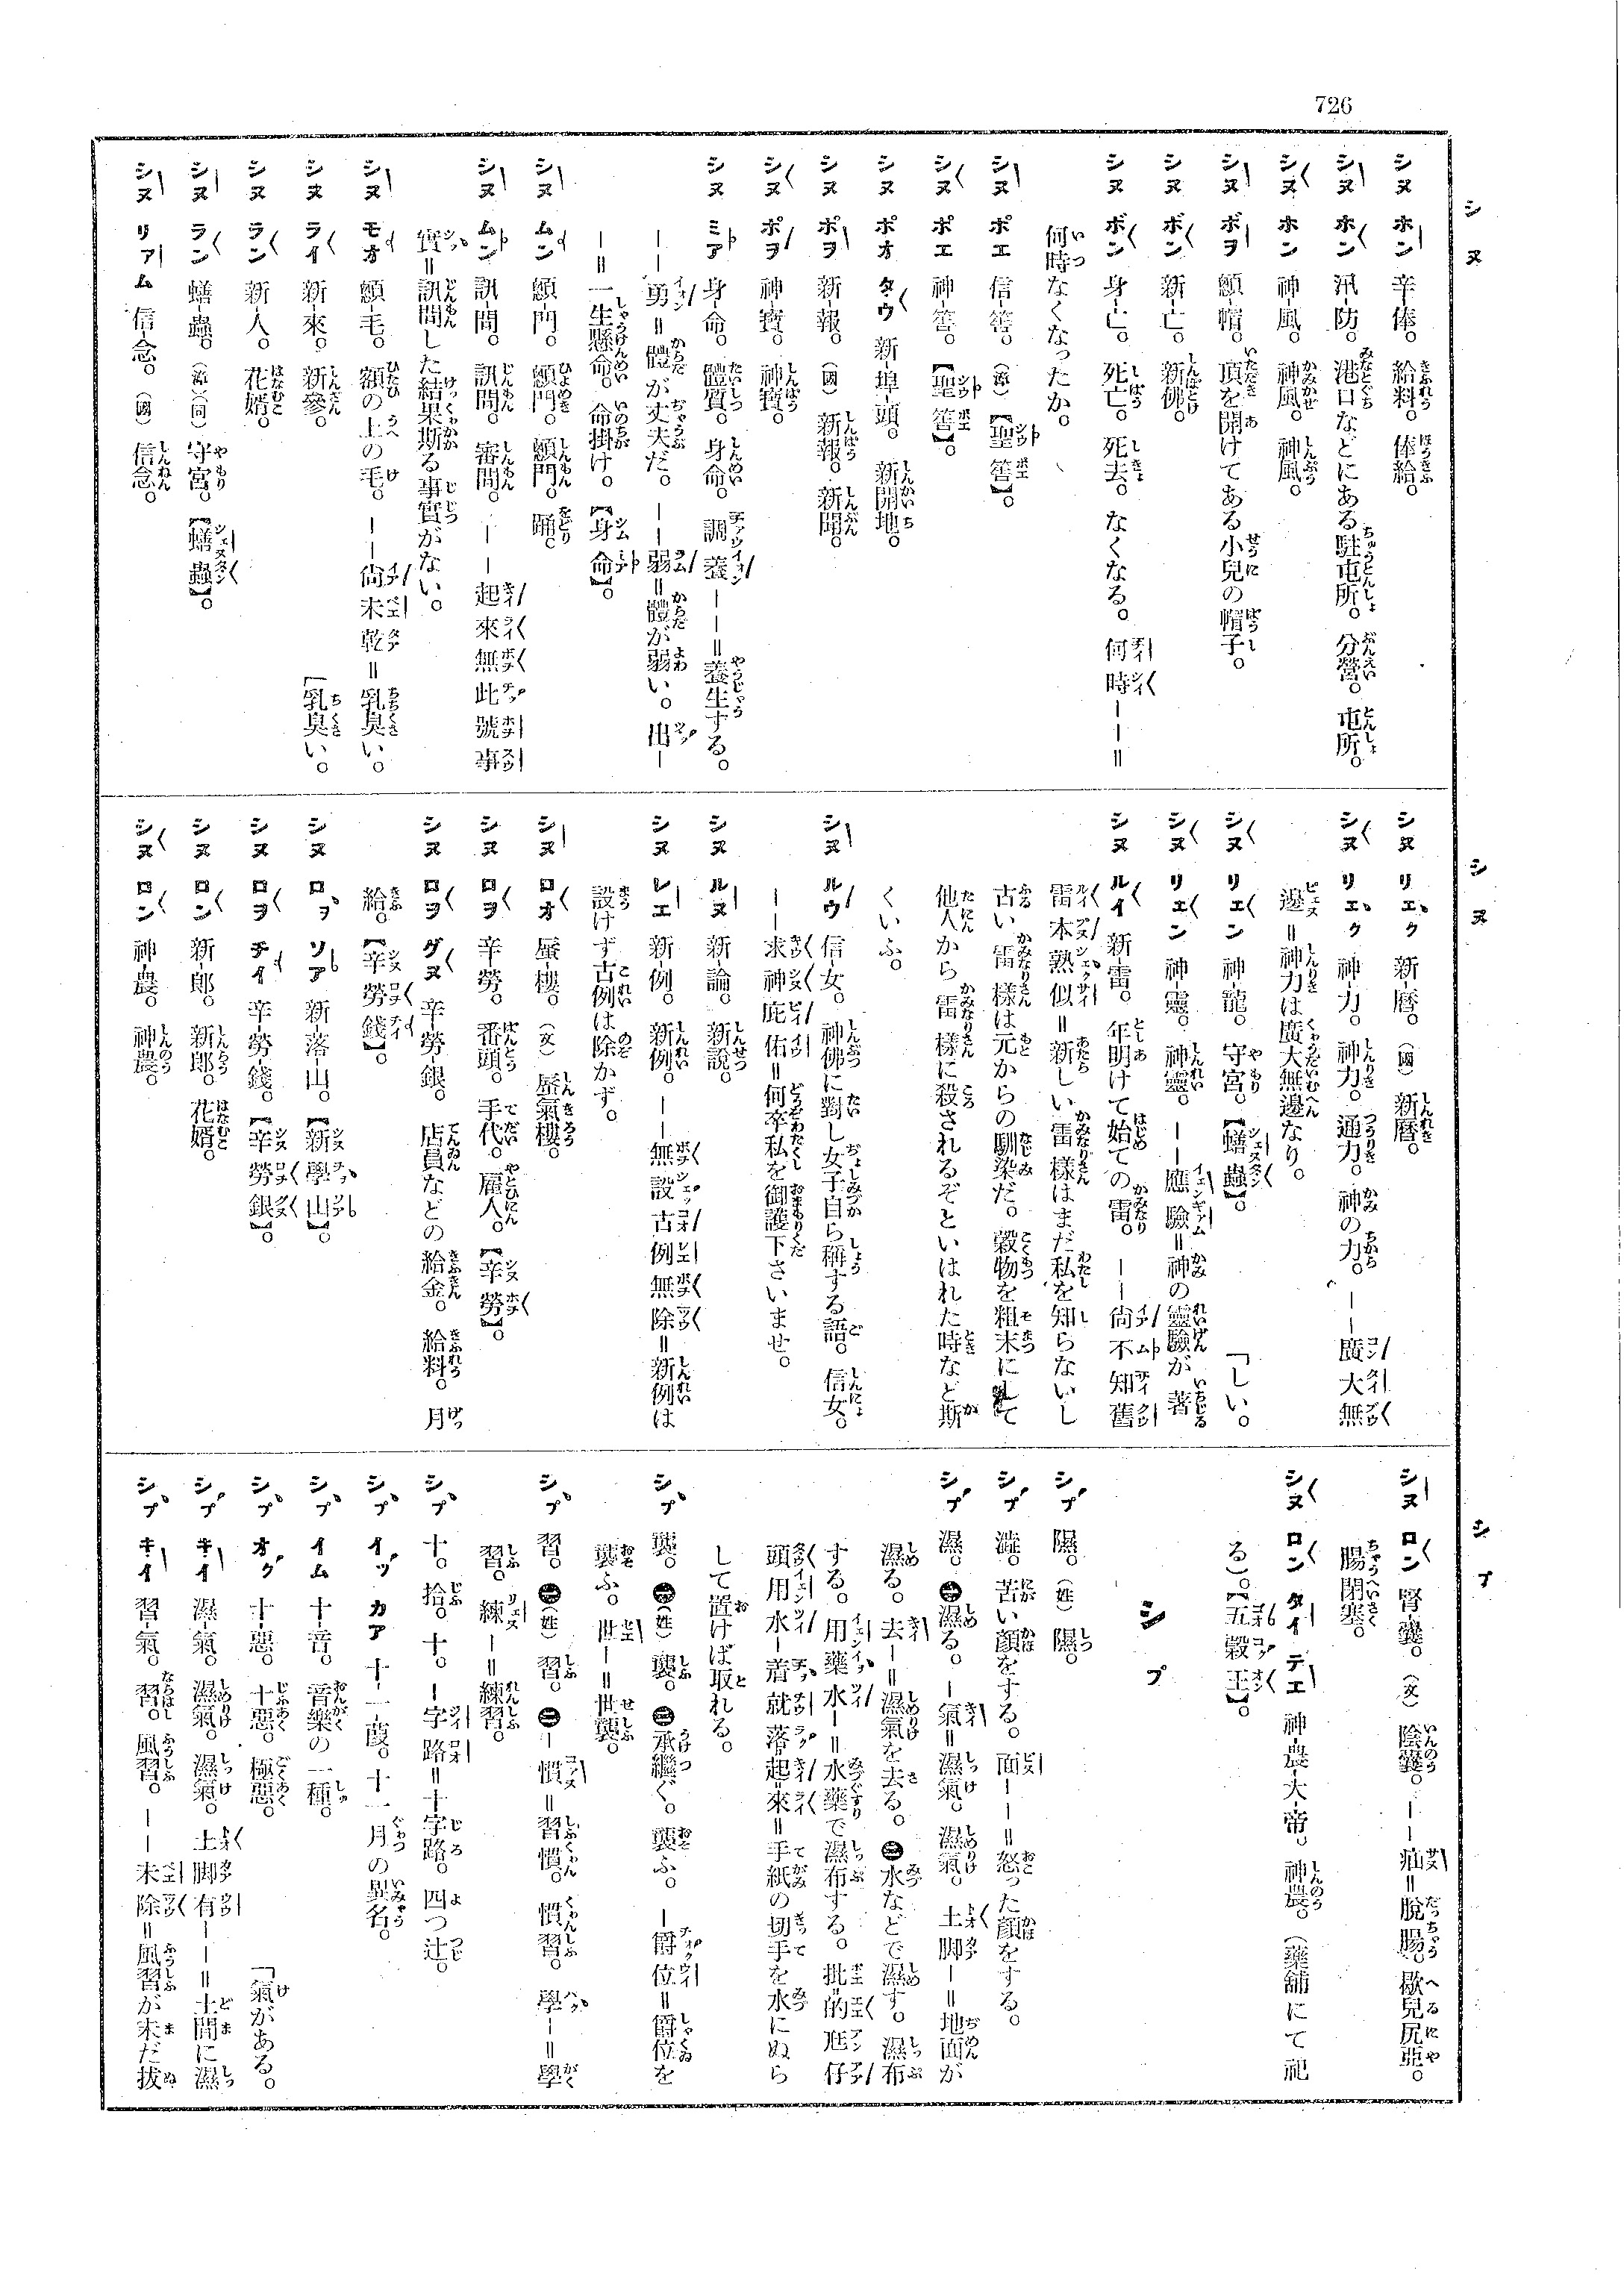 726
シ ヌ
シヌ ホン 辛-俸。給料。俸給。
シヌ ホン 汛-防。港口などにある駐屯所。分營。屯所。
シヌ ホン 神-風。神風。神風。
シヌ ボヲ 顖-帽。頂を開けてある小兒の帽子。
シヌ ボン 新-亡。新佛。
シヌ ボン 身-亡。死亡。死去。なくなる。何時――＝
何時なくなったか。
シヌ ポエ 信-筶。(漳)【聖筶】。
シヌ ポエ 神-筶。【聖筶】。
シヌ ポオ タウ 新-埠-頭。新開地。
シヌ ポヲ 新-報。(國)新報。新聞。
シヌ ポヲ 神-寶。神寶。
シヌ ミア 身-命。體質。身命。調養――＝養生する。
――勇＝體が丈夫だ。――弱＝體が弱い。出―
―＝一生懸命。命掛け。【身命】。
シヌ ムン 顖-門。顖門。顖門。踊。
シヌ ムン 訊-問。訊問。審問。――起來無此號事
實＝訊問した結果斯る事實がない。
シヌ モオ 顖-毛。額の上の毛。――尙未乾＝乳臭い。
シヌ ライ 新-來。新參。「乳臭い。
シヌ ラン 新-人。花婿。
シヌ ラン 蟮-蟲。(漳)(同)守宮。【蟮蟲】。
シヌ リアム 信-念。(國)信念。
シ ヌ
シヌ リエク 新-曆。(國)新曆。
シヌ リエク 神-力。神力。通力。神の力。――廣大無
邊＝神力は廣大無邊なり。
シヌ リエン 神-龍。守宮。【蟮蟲】。「しい。
シヌ リエン 神-靈。神靈。――應驗＝神の靈驗が著
シヌ ルイ 新-雷。年明けて始めての雷。――尙不知舊
雷本熟似＝新しい雷樣はまだ私を知らないし
古い雷樣は元からの馴染だ。穀物を粗末にして
他人から雷樣に殺されるぞといはれた時など斯
くいふ。
シヌ ルウ 信-女。神佛に對し女子自ら稱する語。信女。
――求神庇佑＝何卒私を御護下さいませ。
シヌ ルヌ 新-論。新說。
シヌ レエ 新-例。新例。――無設古例無除＝新例は
設けず古例は除かず。
シヌ ロオ 蜃-樓。(文)蜃氣樓。
シヌ ロヲ 辛-勞。番頭。手代。雇人。【辛勞】。
シヌ ロヲ グヌ 辛-勞-銀。店員などの給金。給料。月
給。【辛勞錢】。
シヌ ロヲ ソア 新-落-山。【新學山】。
シヌ ロヲ チイ 辛-勞-錢。【辛勞銀】。
シヌ ロン 新-郎。新郎。花婿。
シヌ ロン 神-農。神農。
シ プ
シヌ ロン 腎-囊。(文)陰囊。――疝＝脫腸。歇兒尻亞。
腸閉塞。
シヌ ロン タイ テエ 神-農-大-帝。神農。(藥舖にて祀
る)。【五穀王】。
シ プ
シプ 隰。(姓)隰。
シプ 澁。苦い顏をする。面――＝怒った顏をする。
シプ 濕。㊀濕る。―氣＝濕氣。濕氣。土脚―＝地面が
濕る。去―＝濕氣を去る。㊁水などで濕す。濕布
する。用藥水―＝水藥で濕布する。批的尪仔
頭用水―着就落起來＝手紙の切手を水にぬら
して置けば取れる。
シプ 襲。㊀(姓)襲。㊁承繼ぐ。襲ふ。―爵位＝爵位を
襲ふ。世―＝世襲。
シプ 習。㊀(姓)習。㊁―慣＝習慣。慣習。學―＝學
習。練―＝練習。
シプ 十。拾。十。―字路＝十字路。四つ辻。
シプ イッ カア 十-一-葭。十一月の異名。
シプ イム 十-音。音樂の一種。
シプ オク 十-惡。十惡。極惡。「氣がある。
シプ キイ 濕-氣。濕氣。濕氣。土脚有――＝土間に濕
シプ キイ 習-氣。習。風習。――未除＝風習が未だ拔